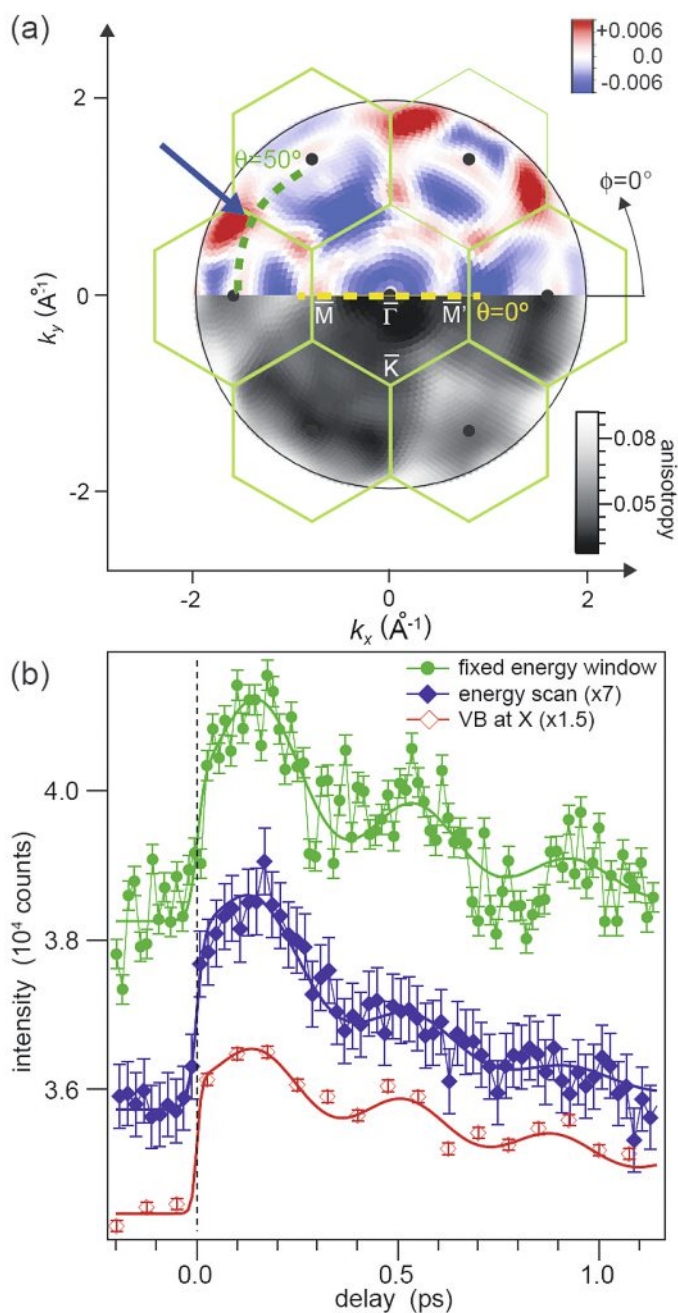 (a)
+0.006
0.0
-0.006
2
θ=50°
ϕ=0°
0
M̅
Γ̅
M̅'
θ=0°
K̅
k_y (Å⁻¹)
0.08
0.05
anisotropy
-2
-2
0
2
k_x (Å⁻¹)
(b)
fixed energy window
energy scan (x7)
VB at X (x1.5)
4.0
3.8
3.6
intensity (10⁴ counts)
0.0
0.5
1.0
delay (ps)